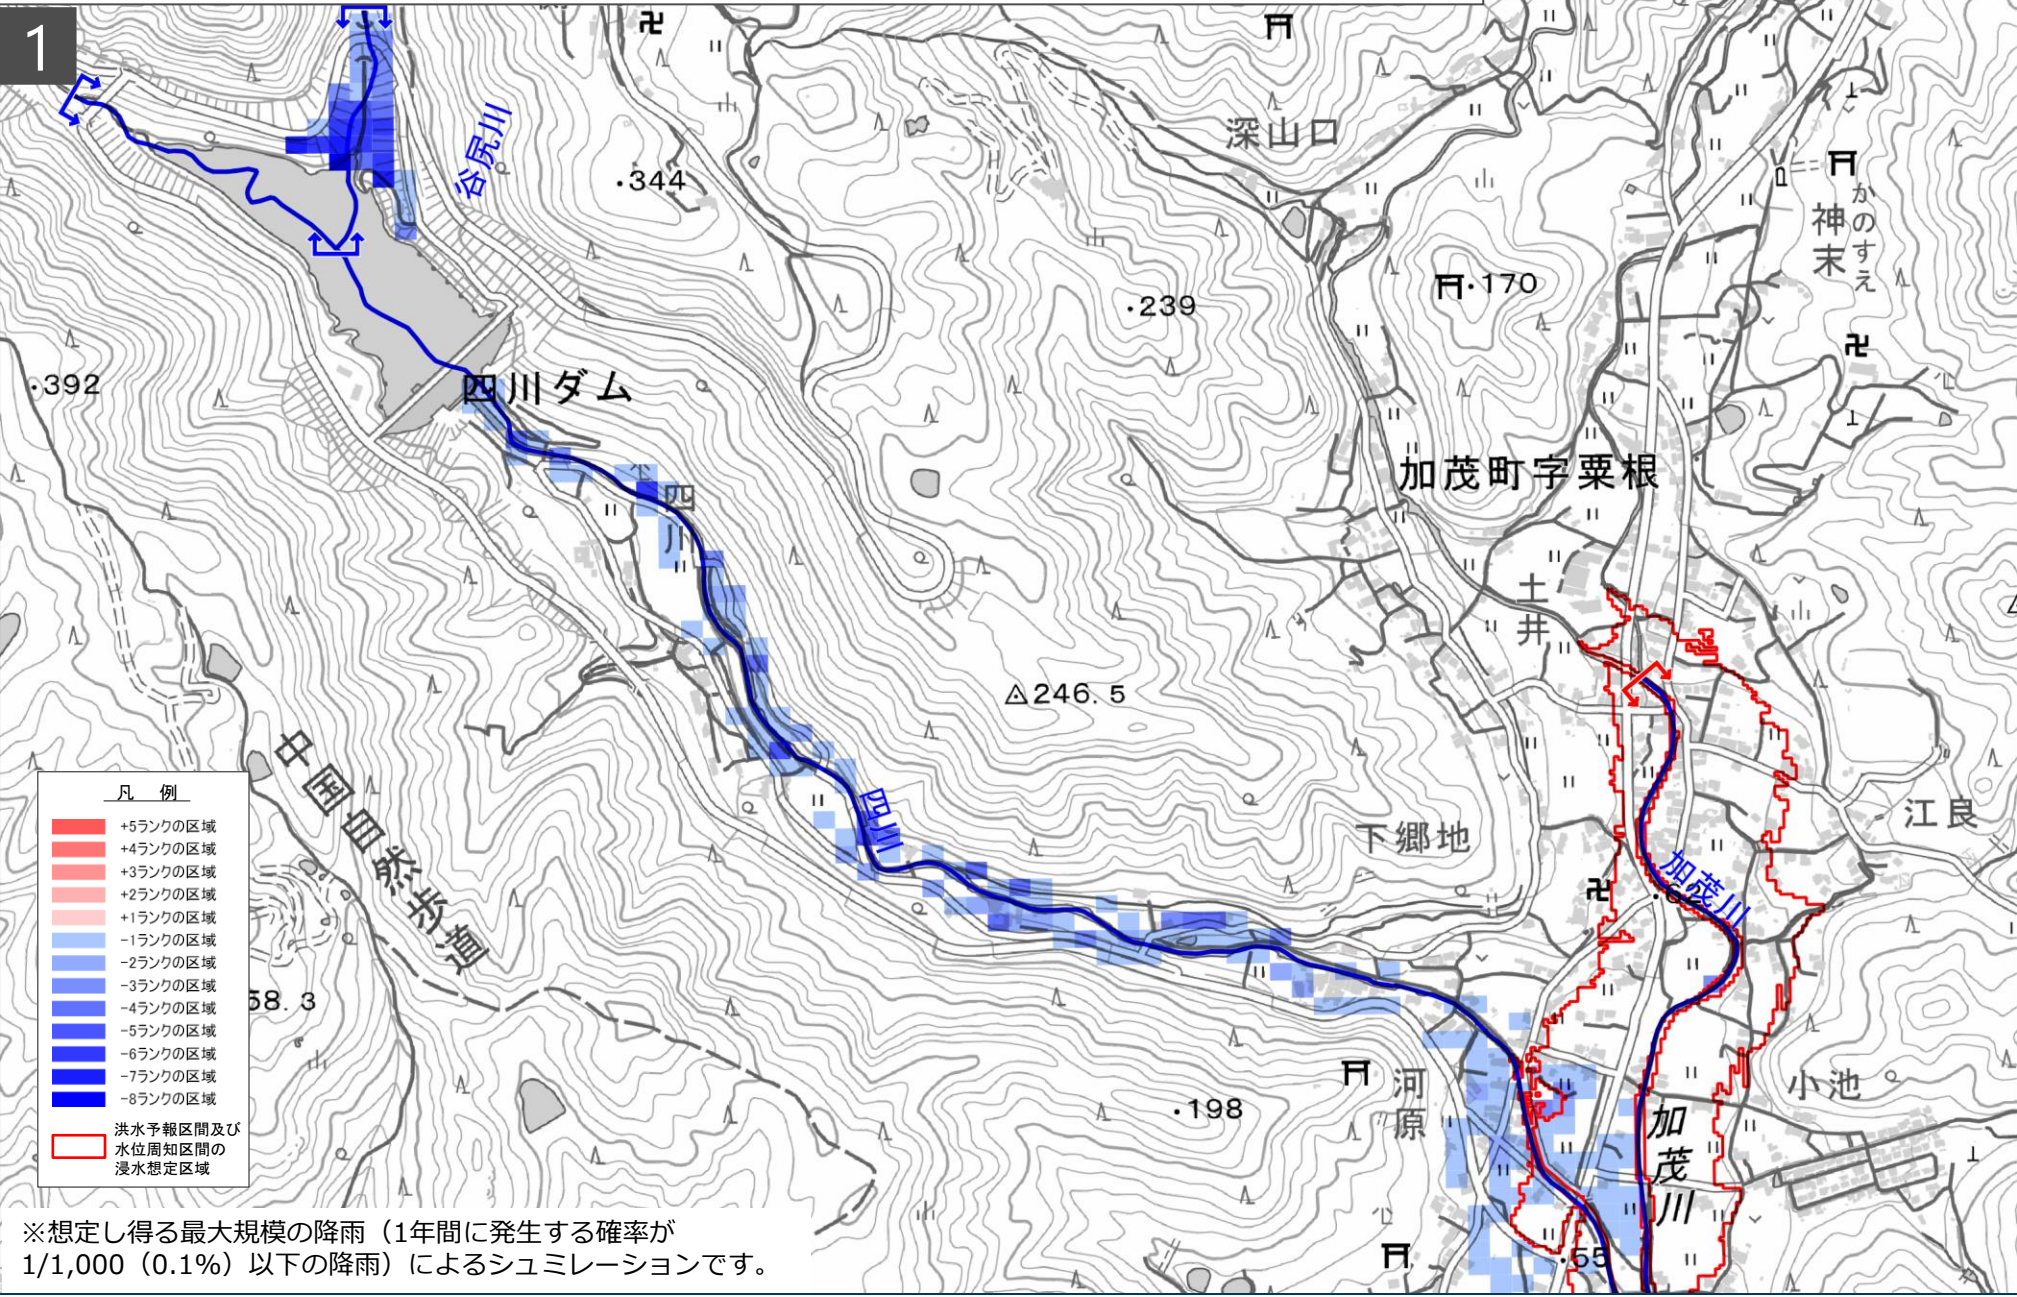 1
谷尻川
深山口
・344
神末
かのすえ
・239
・170
・392
四川ダム
四川
加茂町字粟根
土井
△246.5
中国自然歩道
四川
下郷地
江良
加茂川
58.3
・198
河原
小池
加茂川
・55
凡 例
+5ランクの区域
+4ランクの区域
+3ランクの区域
+2ランクの区域
+1ランクの区域
-1ランクの区域
-2ランクの区域
-3ランクの区域
-4ランクの区域
-5ランクの区域
-6ランクの区域
-7ランクの区域
-8ランクの区域
洪水予報区間及び
水位周知区間の
浸水想定区域
※想定し得る最大規模の降雨（1年間に発生する確率が
1/1,000（0.1%）以下の降雨）によるシュミレーションです。